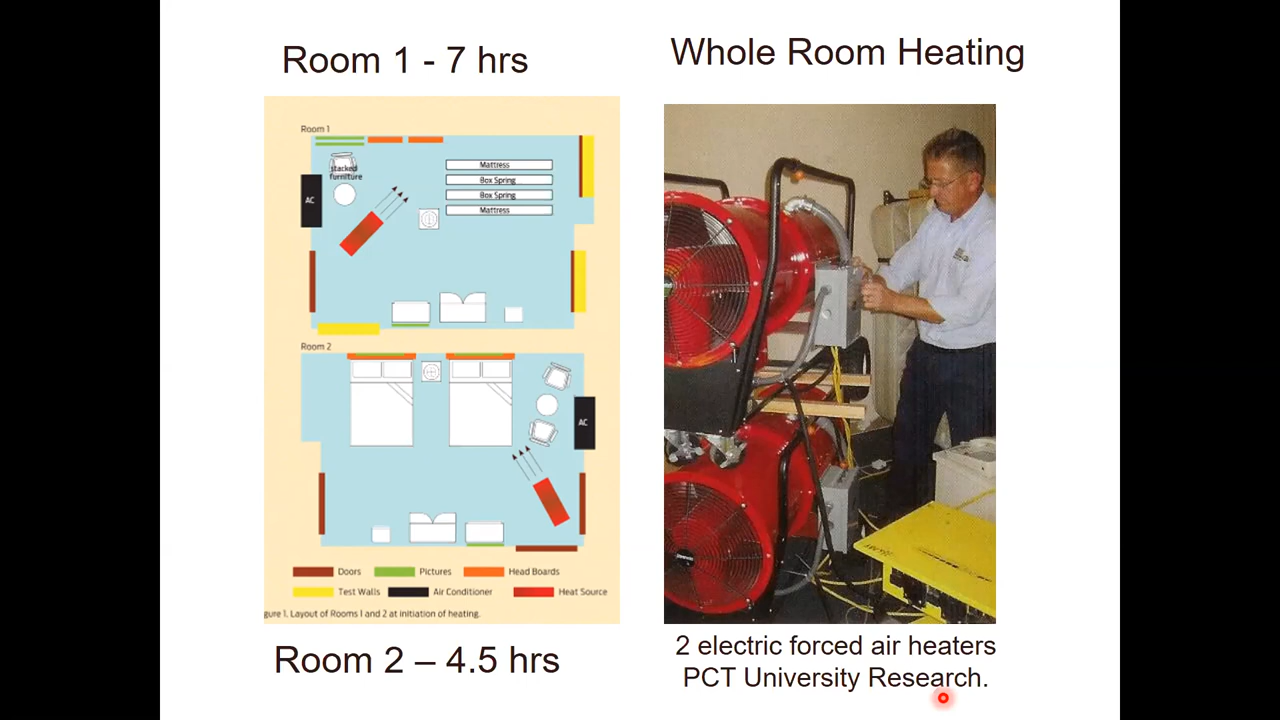 Room 1 - 7 hrs
Whole Room Heating
Room 1
stacked
furniture
Mattress
Box Spring
Box Spring
Mattress
AC
Room 2
AC
Doors
Pictures
Head Boards
Test Walls
Air Conditioner
Heat Source
gure 1. Layout of Rooms 1 and 2 at initiation of heating.
Room 2 – 4.5 hrs
2 electric forced air heaters
PCT University Research.